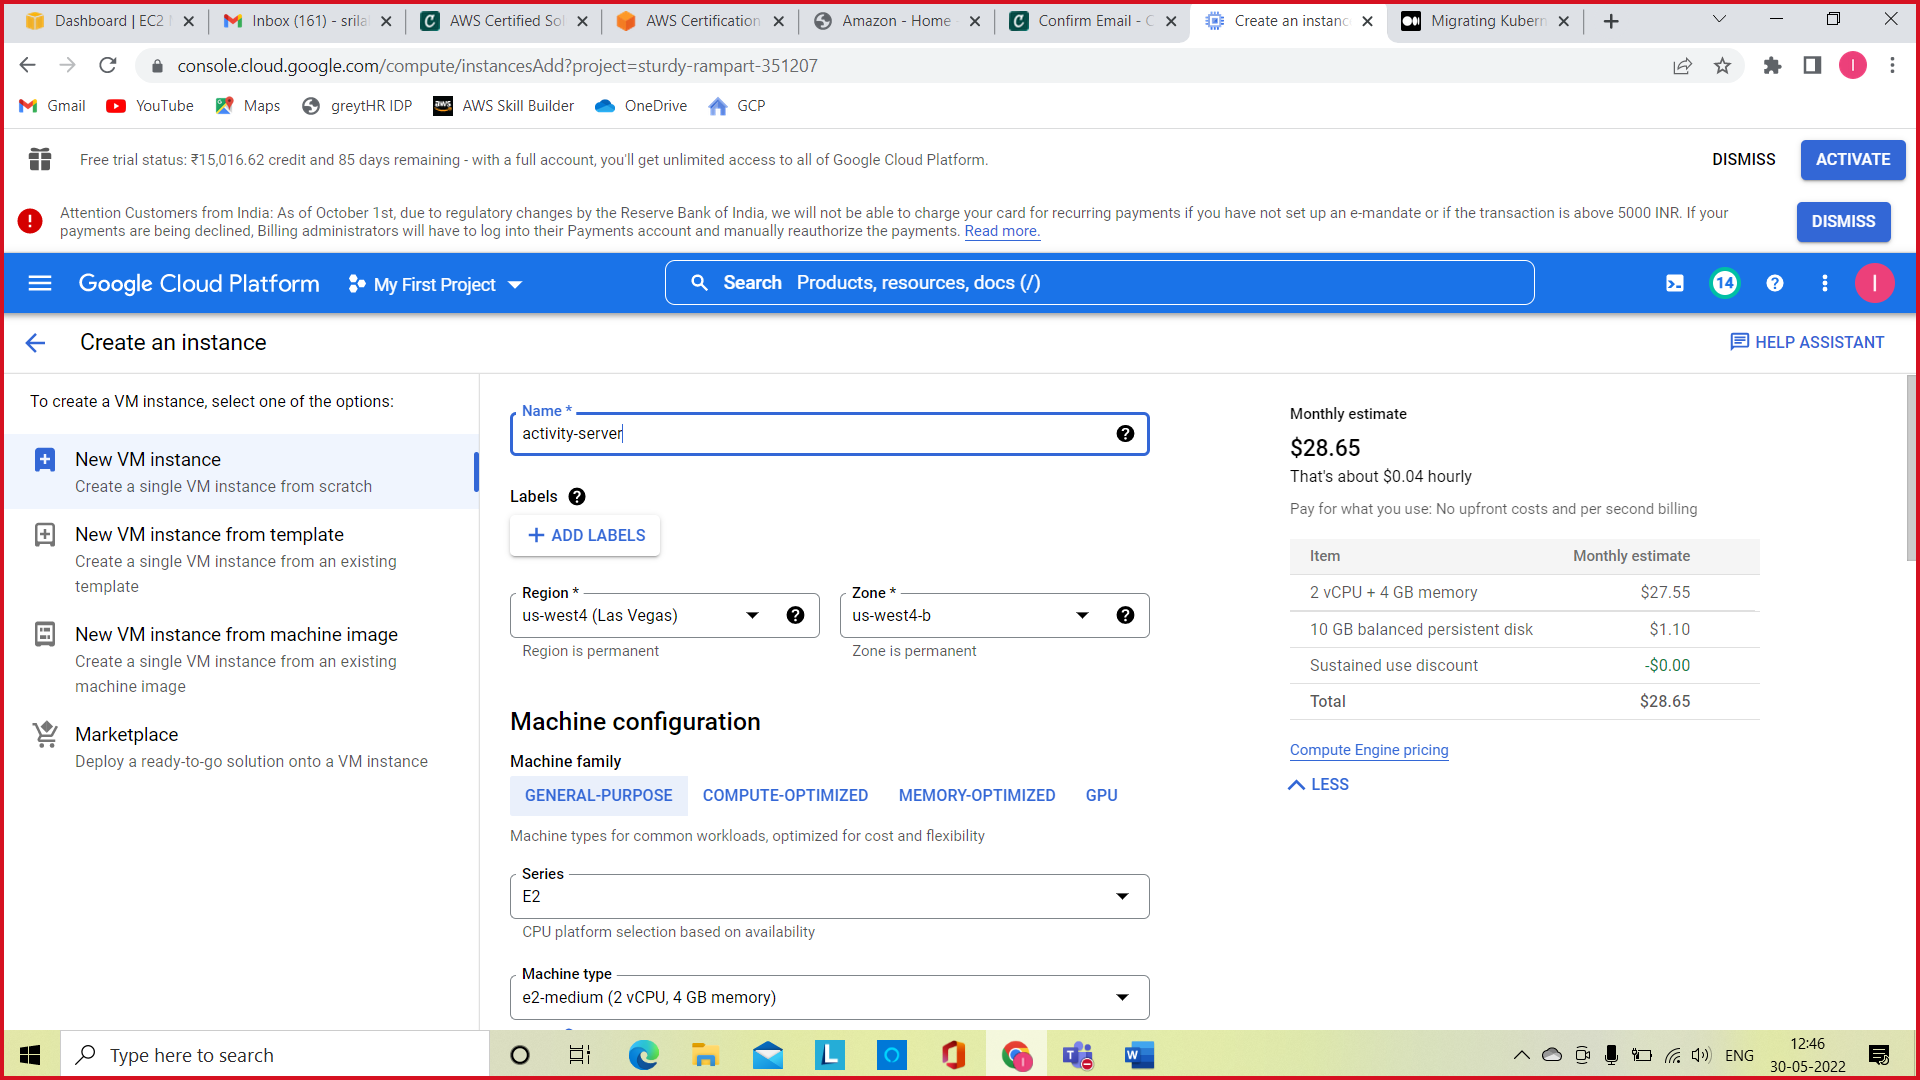 Dashboard | EC2
Inbox (161) - srila
AWS Certified So
AWS Certification
Amazon - Home
Confirm Email - C
Create an instanc
Migrating Kubern
console.cloud.google.com/compute/instancesAdd?project=sturdy-rampart-351207
I
Gmail
YouTube
Maps
greytHR IDP
aws
AWS Skill Builder
OneDrive
GCP
Free trial status: ₹15,016.62 credit and 85 days remaining - with a full account, you'll get unlimited access to all of Google Cloud Platform.
DISMISS
ACTIVATE
Attention Customers from India: As of October 1st, due to regulatory changes by the Reserve Bank of India, we will not be able to charge your card for recurring payments if you have not set up an e-mandate or if the transaction is above 5000 INR. If your
payments are being declined, Billing administrators will have to log into their Payments account and manually reauthorize the payments. Read more.
DISMISS
Google Cloud Platform
My First Project
Search Products, resources, docs (/)
14
I
Create an instance
HELP ASSISTANT
To create a VM instance, select one of the options:
New VM instance
Create a single VM instance from scratch
New VM instance from template
Create a single VM instance from an existing
template
New VM instance from machine image
Create a single VM instance from an existing
machine image
Marketplace
Deploy a ready-to-go solution onto a VM instance
Name *
activity-server
Labels
ADD LABELS
Region *
us-west4 (Las Vegas)
Region is permanent
Zone *
us-west4-b
Zone is permanent
Machine configuration
Machine family
GENERAL-PURPOSE
COMPUTE-OPTIMIZED
MEMORY-OPTIMIZED
GPU
Machine types for common workloads, optimized for cost and flexibility
Series
E2
CPU platform selection based on availability
Machine type
e2-medium (2 vCPU, 4 GB memory)
Monthly estimate
$28.65
That's about $0.04 hourly
Pay for what you use: No upfront costs and per second billing
Item Monthly estimate
2 vCPU + 4 GB memory $27.55
10 GB balanced persistent disk $1.10
Sustained use discount -$0.00
Total $28.65
Compute Engine pricing
LESS
Type here to search
ENG
12:46
30-05-2022